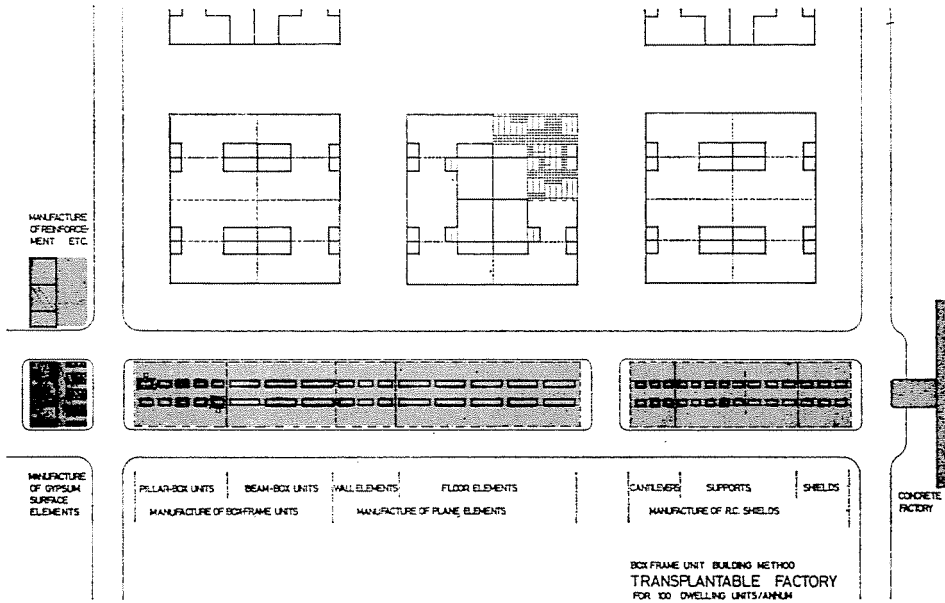 MANUFACTURE
OF REINFORCE-
MENT ETC.
MANUFACTURE
OF GYPSUM
SURFACE
ELEMENTS
PILLAR-BOX UNITS
BEAM-BOX UNITS
WALL ELEMENTS
FLOOR ELEMENTS
MANUFACTURE OF BOX-FRAME UNITS
MANUFACTURE OF PLANE ELEMENTS
CANTILEVERS
SUPPORTS
SHIELDS
MANUFACTURE OF R.C. SHIELDS
CONCRETE
FACTORY
BOX FRAME UNIT BUILDING METHOD
TRANSPLANTABLE FACTORY
FOR 100 DWELLING UNITS/ANNUM